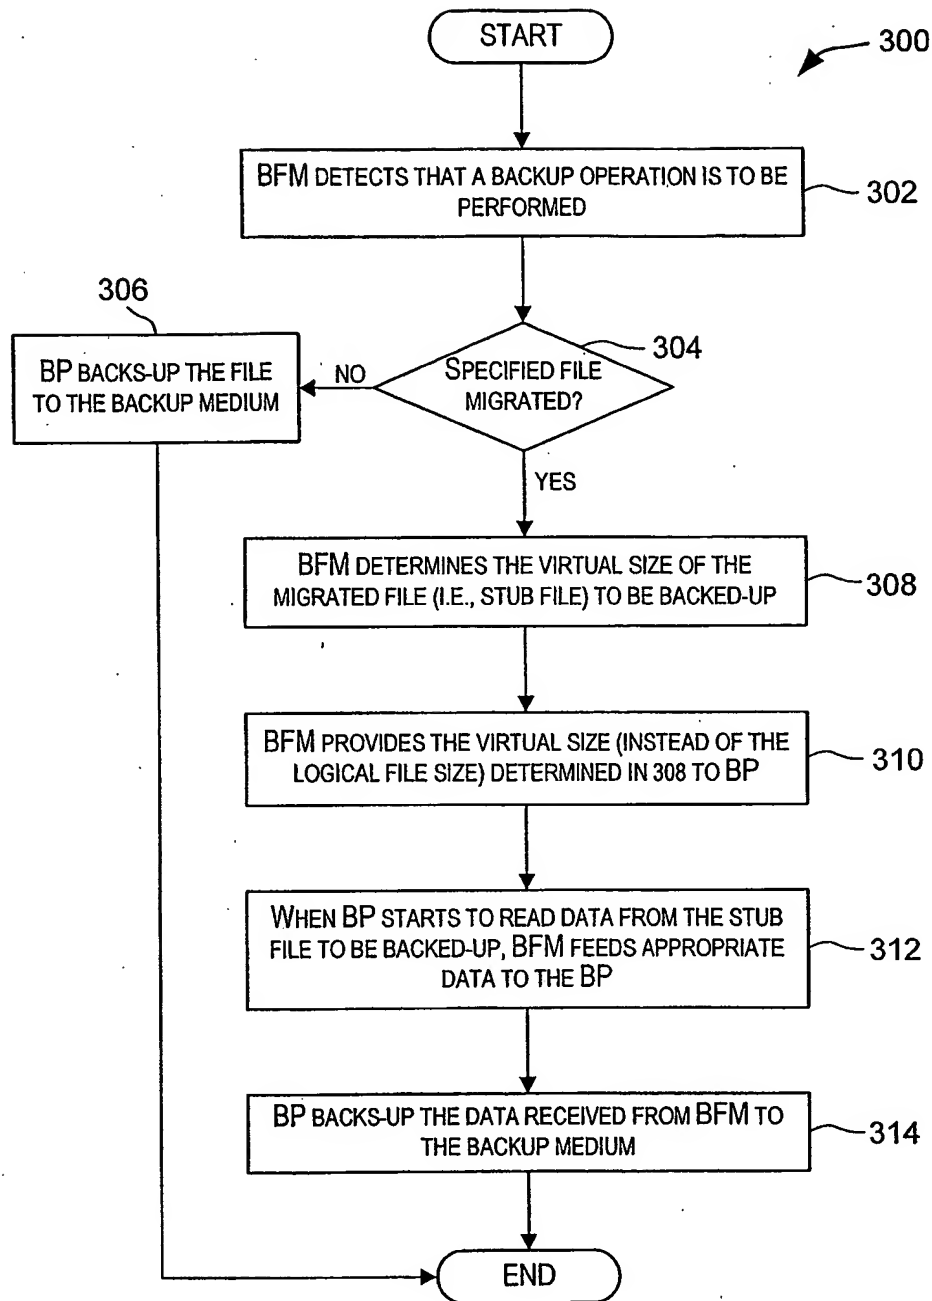 START
300
BFM DETECTS THAT A BACKUP OPERATION IS TO BE
PERFORMED
302
306
304
BP BACKS-UP THE FILE
TO THE BACKUP MEDIUM
NO
SPECIFIED FILE
MIGRATED?
YES
BFM DETERMINES THE VIRTUAL SIZE OF THE
MIGRATED FILE (I.E., STUB FILE) TO BE BACKED-UP
308
BFM PROVIDES THE VIRTUAL SIZE (INSTEAD OF THE
LOGICAL FILE SIZE) DETERMINED IN 308 TO BP
310
WHEN BP STARTS TO READ DATA FROM THE STUB
FILE TO BE BACKED-UP, BFM FEEDS APPROPRIATE
DATA TO THE BP
312
BP BACKS-UP THE DATA RECEIVED FROM BFM TO
THE BACKUP MEDIUM
314
END